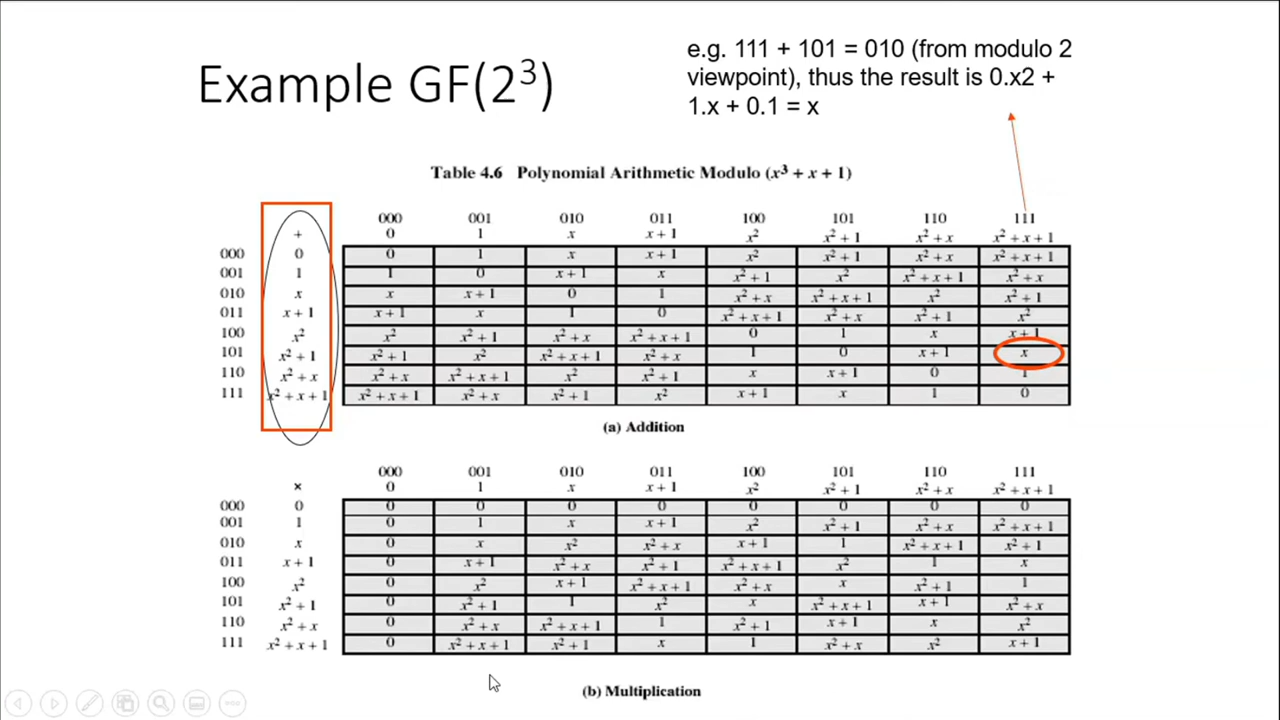 Example GF(2³)
e.g. 111 + 101 = 010 (from modulo 2
viewpoint), thus the result is 0.x2 +
1.x + 0.1 = x
Table 4.6 Polynomial Arithmetic Modulo (x³ + x + 1)
000 001 010 011 100 101 110 111
+ 0 1 x x + 1 x² x² + 1 x² + x x² + x + 1
000 0 0 1 x x + 1 x² x² + 1 x² + x x² + x + 1
001 1 1 0 x + 1 x x² + 1 x² x² + x + 1 x² + x
010 x x x + 1 0 1 x² + x x² + x + 1 x² x² + 1
011 x + 1 x + 1 x 1 0 x² + x + 1 x² + x x² + 1 x²
100 x² x² x² + 1 x² + x x² + x + 1 0 1 x x + 1
101 x² + 1 x² + 1 x² x² + x + 1 x² + x 1 0 x + 1 x
110 x² + x x² + x x² + x + 1 x² x² + 1 x x + 1 0 1
111 x² + x + 1 x² + x + 1 x² + x x² + 1 x² x + 1 x 1 0
(a) Addition
000 001 010 011 100 101 110 111
× 0 1 x x + 1 x² x² + 1 x² + x x² + x + 1
000 0 0 0 0 0 0 0 0 0
001 1 0 1 x x + 1 x² x² + 1 x² + x x² + x + 1
010 x 0 x x² x² + x x + 1 1 x² + x + 1 x² + 1
011 x + 1 0 x + 1 x² + x x² + 1 x² + x + 1 x² 1 x
100 x² 0 x² x + 1 x² + x + 1 x² + x x x² + 1 1
101 x² + 1 0 x² + 1 1 x² x x² + x + 1 x + 1 x² + x
110 x² + x 0 x² + x x² + x + 1 1 x² + 1 x + 1 x x²
111 x² + x + 1 0 x² + x + 1 x² + 1 x 1 x² + x x² x + 1
(b) Multiplication